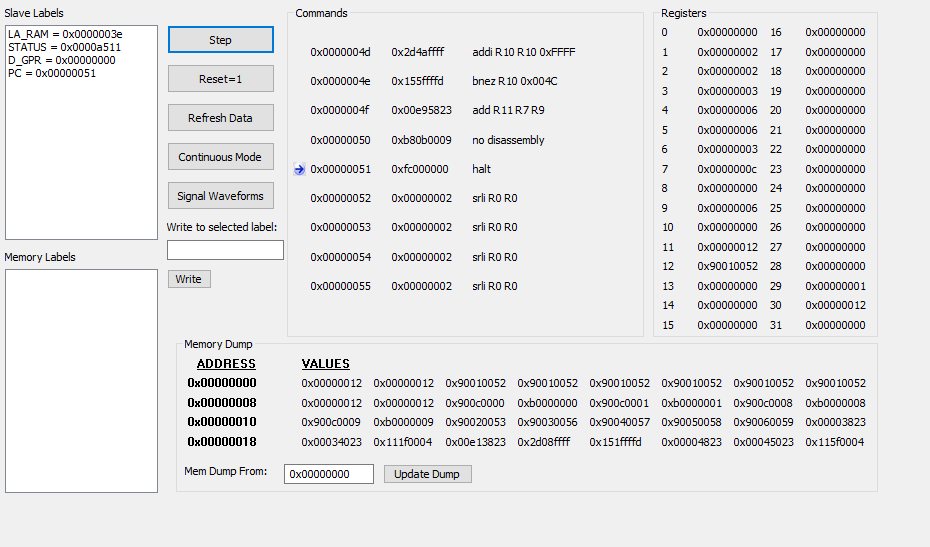 Slave Labels
LA_RAM = 0x0000003e
STATUS = 0x0000a511
D_GPR = 0x00000000
PC = 0x00000051
Memory Labels
Step
Reset=1
Refresh Data
Continuous Mode
Signal Waveforms
Write to selected label:
Write
Commands
0x0000004d 0x2d4affff addi R10 R10 0xFFFF
0x0000004e 0x155ffffd bnez R10 0x004C
0x0000004f 0x00e95823 add R11 R7 R9
0x00000050 0xb80b0009 no disassembly
0x00000051 0xfc000000 halt
0x00000052 0x00000002 srli R0 R0
0x00000053 0x00000002 srli R0 R0
0x00000054 0x00000002 srli R0 R0
0x00000055 0x00000002 srli R0 R0
Registers
0 0x00000000 16 0x00000000
1 0x00000002 17 0x00000000
2 0x00000002 18 0x00000000
3 0x00000003 19 0x00000000
4 0x00000006 20 0x00000000
5 0x00000006 21 0x00000000
6 0x00000003 22 0x00000000
7 0x0000000c 23 0x00000000
8 0x00000000 24 0x00000000
9 0x00000006 25 0x00000000
10 0x00000000 26 0x00000000
11 0x00000012 27 0x00000000
12 0x90010052 28 0x00000000
13 0x00000000 29 0x00000001
14 0x00000000 30 0x00000012
15 0x00000000 31 0x00000000
Memory Dump
ADDRESS VALUES
0x00000000 0x00000012 0x00000012 0x90010052 0x90010052 0x90010052 0x90010052 0x90010052 0x90010052
0x00000008 0x00000012 0x00000012 0x900c0000 0xb0000000 0x900c0001 0xb0000001 0x900c0008 0xb0000008
0x00000010 0x900c0009 0xb0000009 0x90020053 0x90030056 0x90040057 0x90050058 0x90060059 0x00003823
0x00000018 0x00034023 0x111f0004 0x00e13823 0x2d08ffff 0x151ffffd 0x00004823 0x00045023 0x115f0004
Mem Dump From: 0x00000000 Update Dump